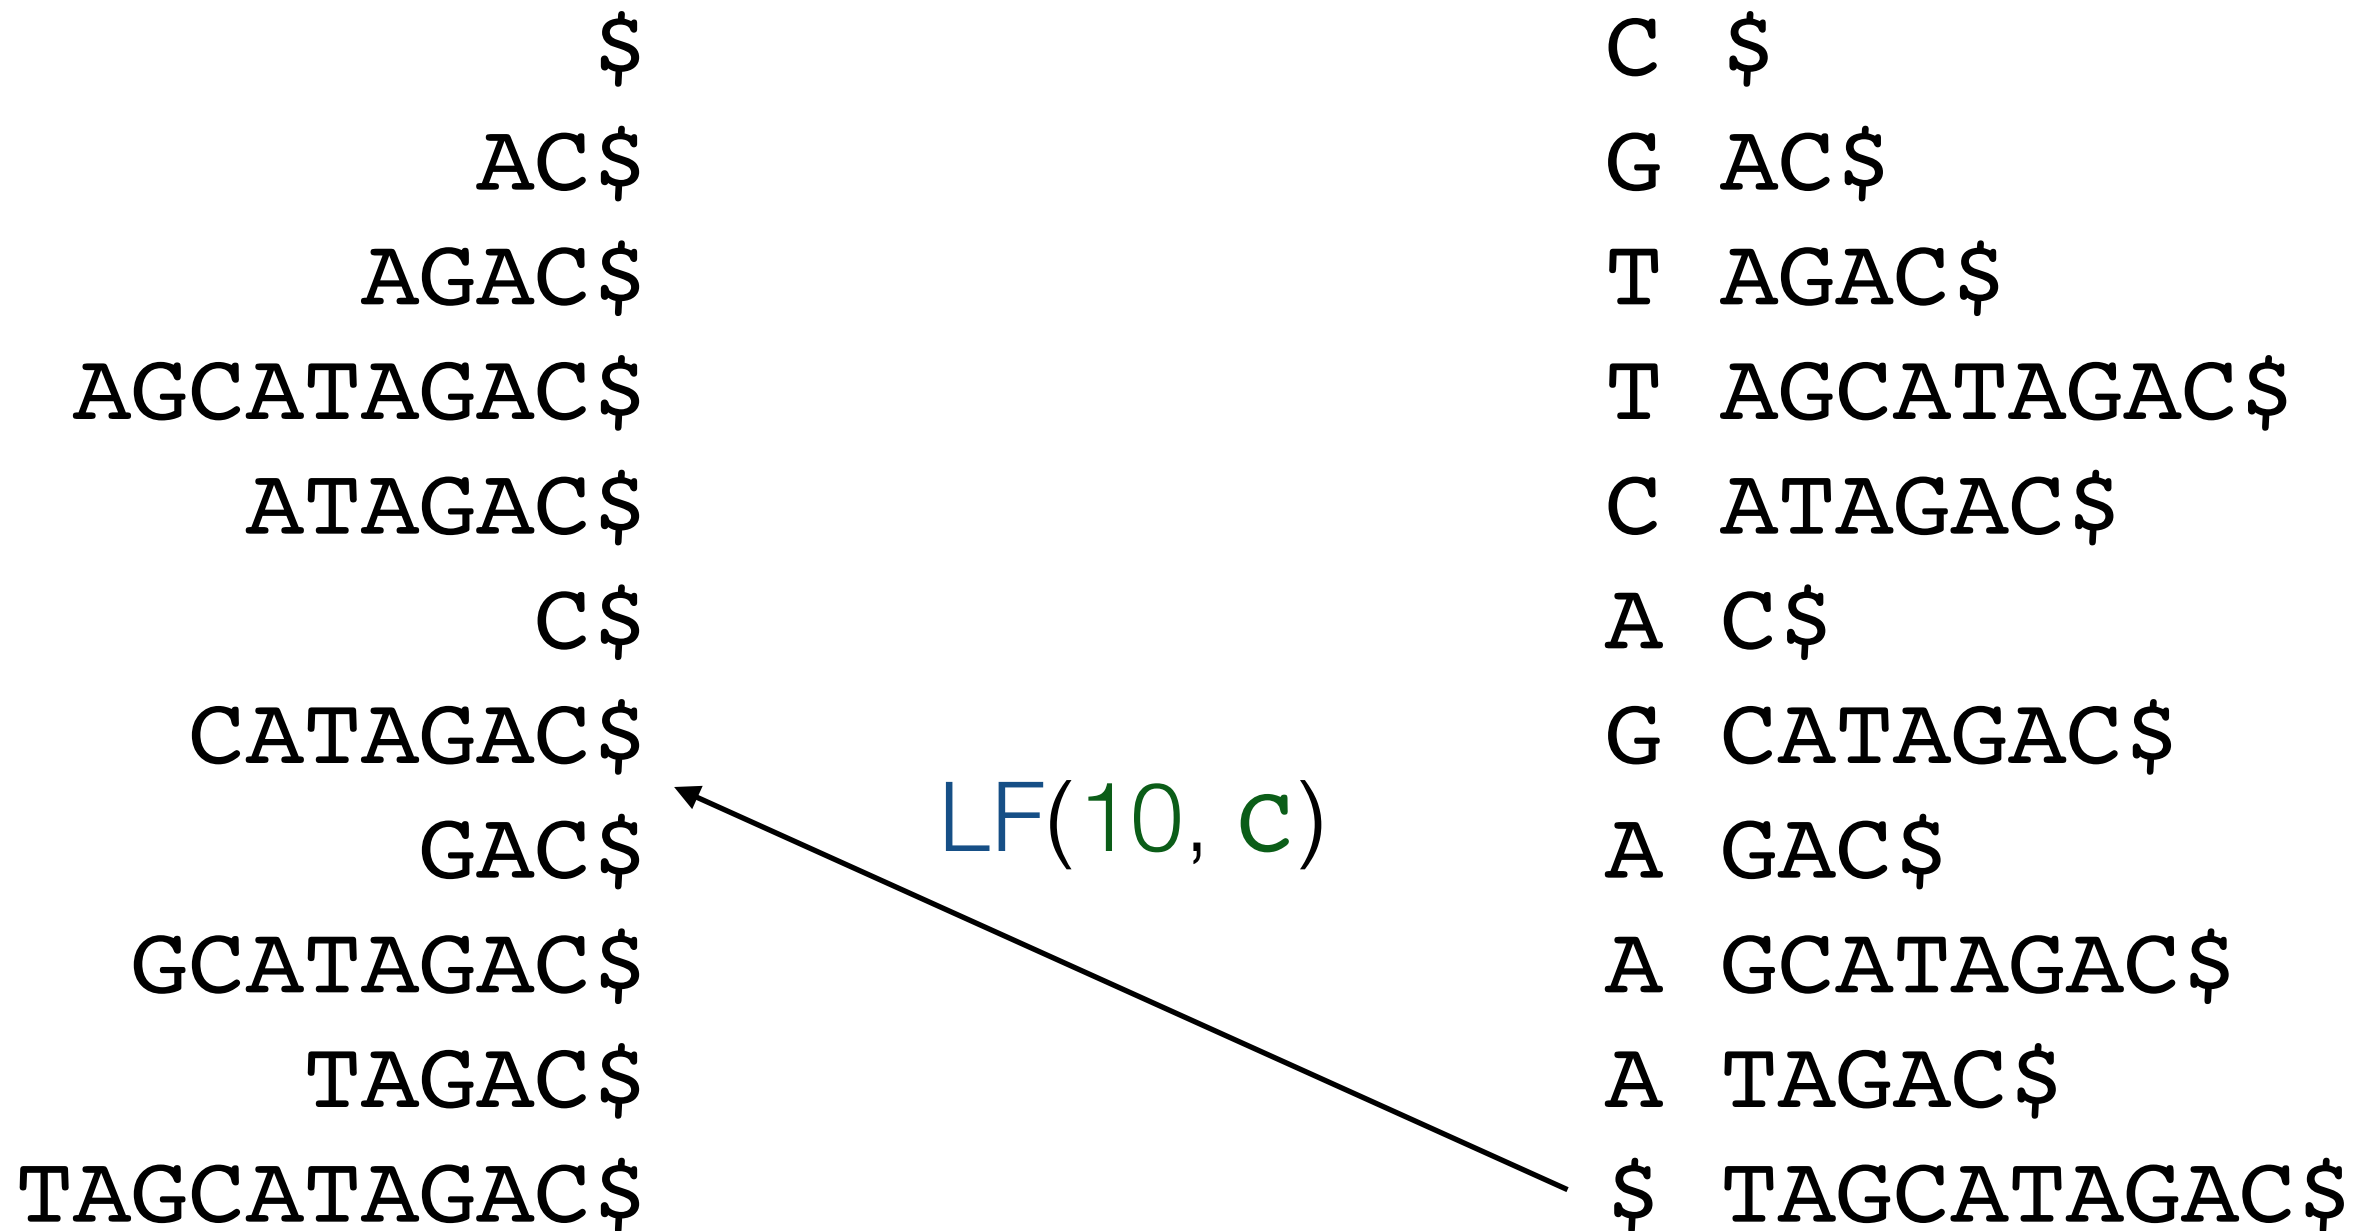 $ C $
AC$ G AC$
AGAC$ T AGAC$
AGCATAGAC$ T AGCATAGAC$
ATAGAC$ C ATAGAC$
C$ A C$
CATAGAC$ G CATAGAC$
LF(10, C)
GAC$ A GAC$
GCATAGAC$ A GCATAGAC$
TAGAC$ A TAGAC$
TAGCATAGAC$ $ TAGCATAGAC$